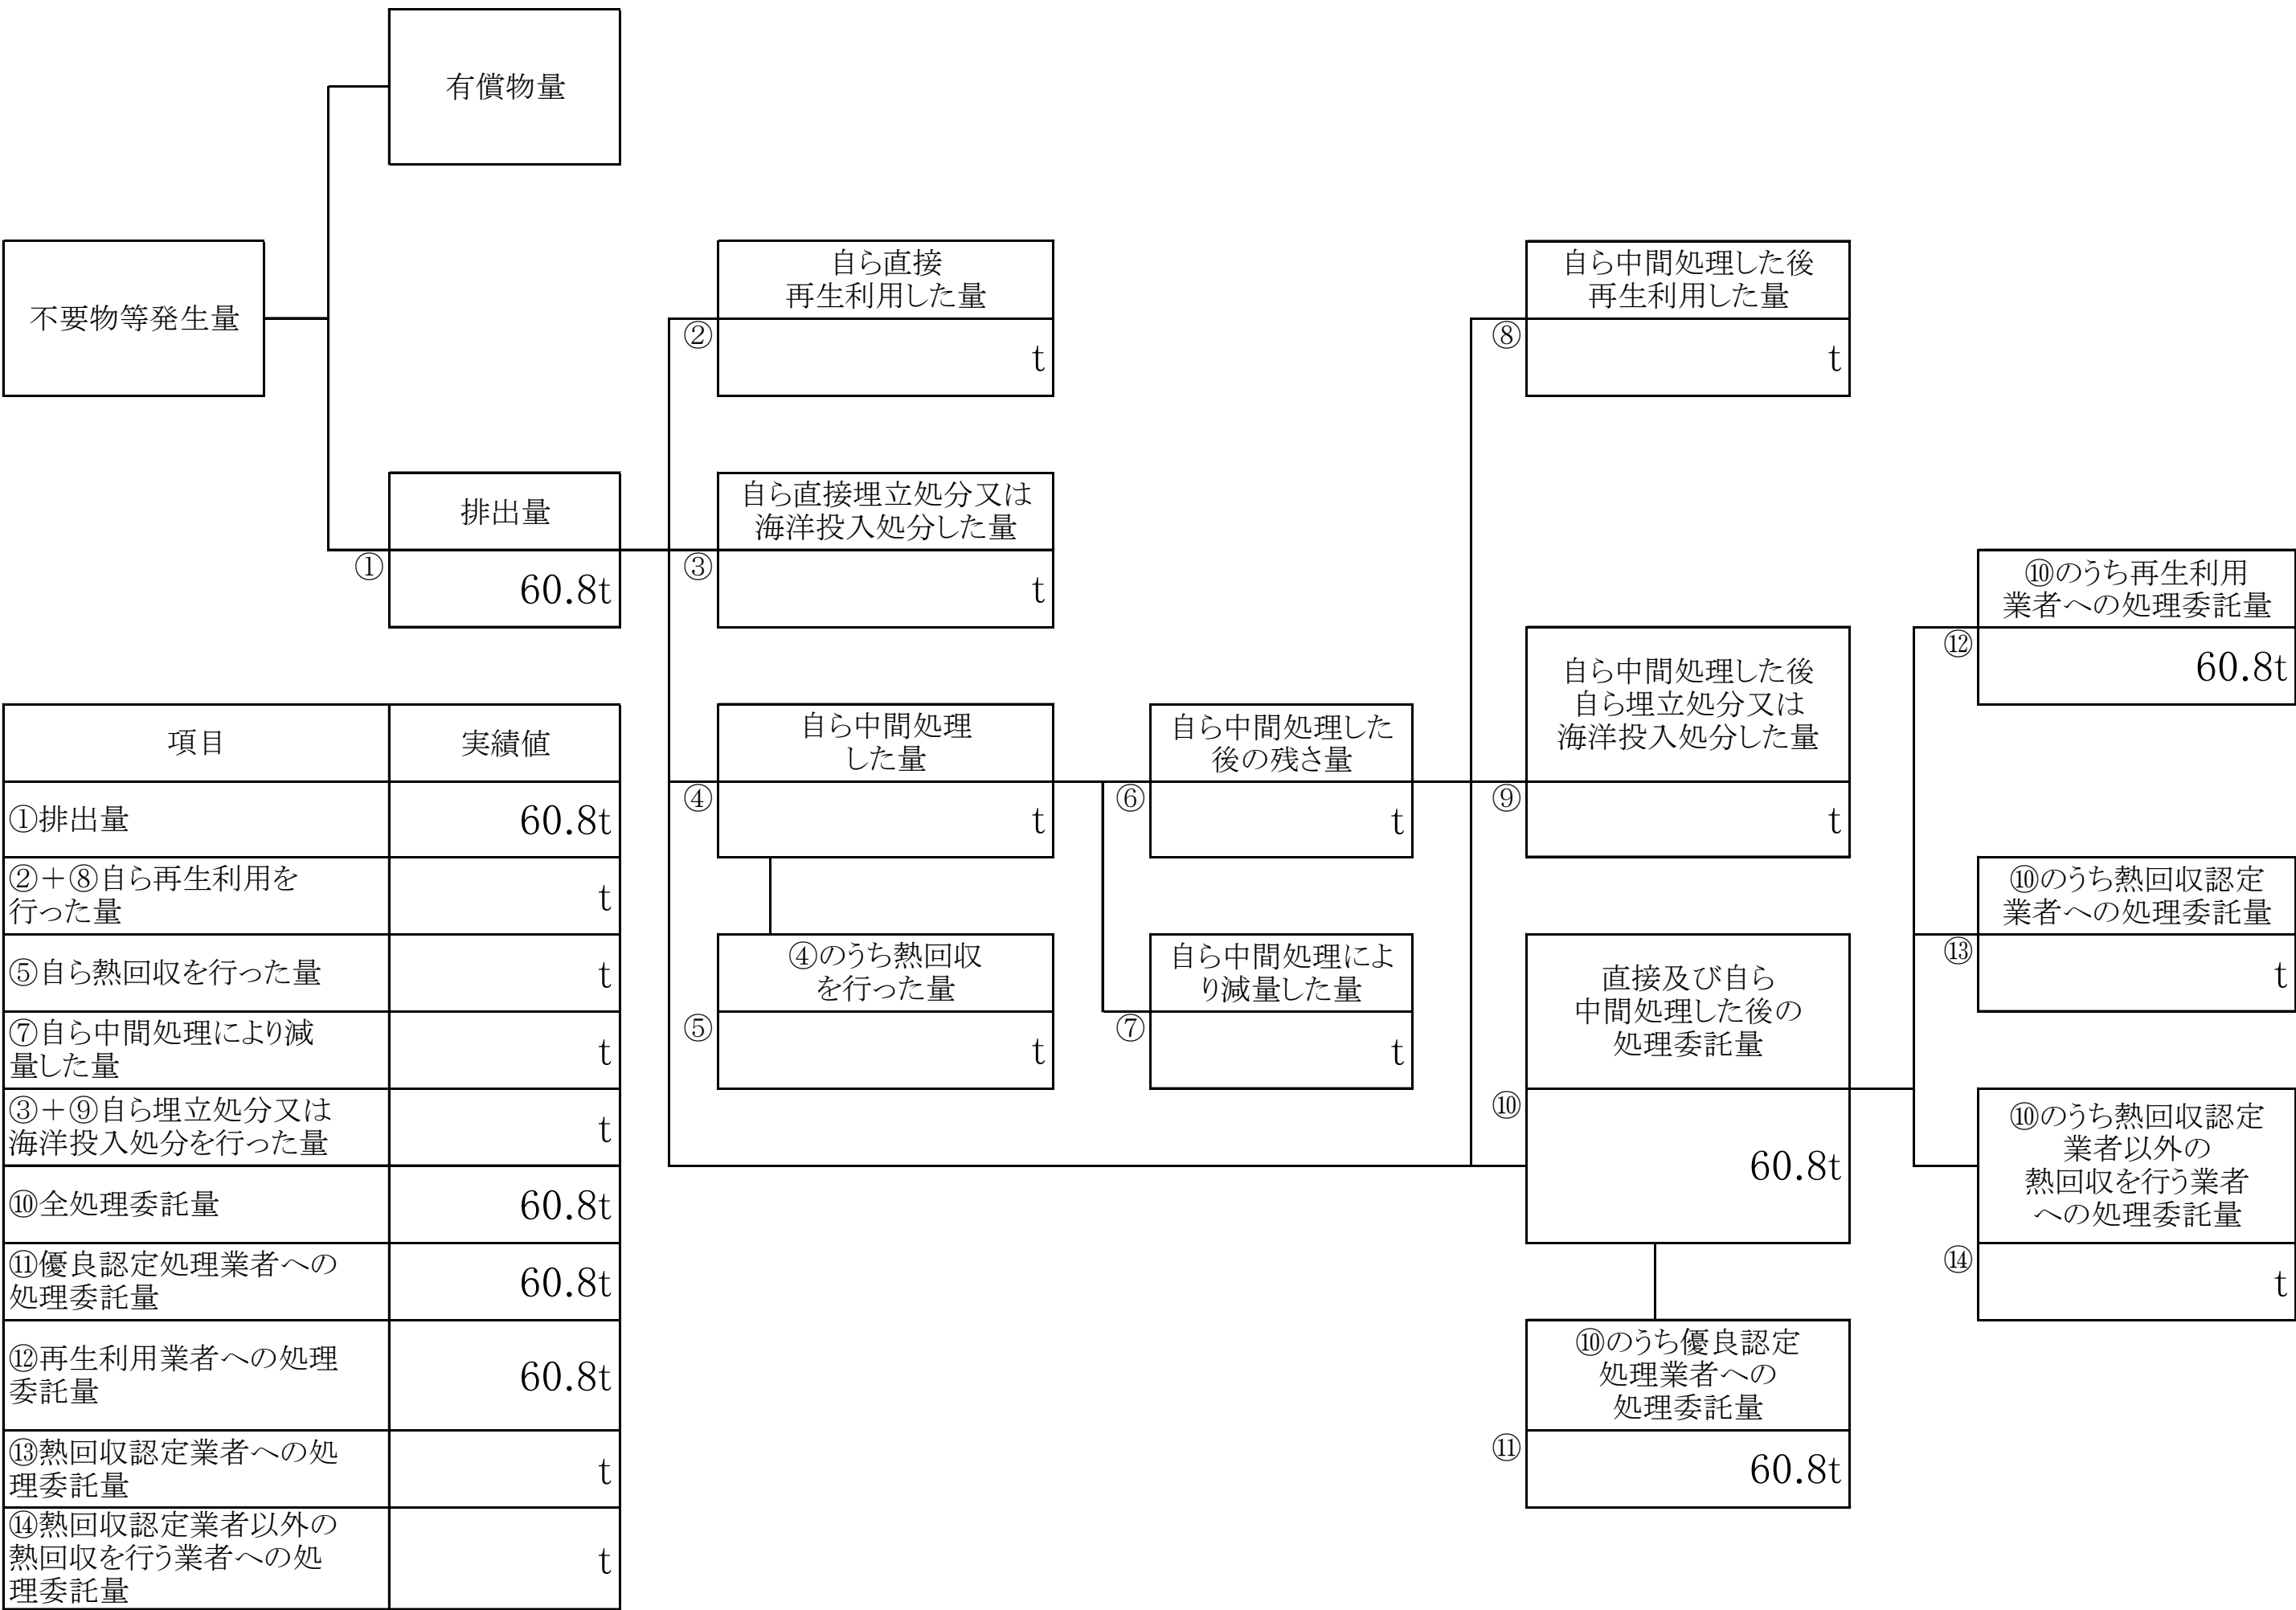 有償物量
不要物等発生量
排出量
①
60.8t
自ら直接
再生利用した量
②
t
自ら直接埋立処分又は
海洋投入処分した量
③
t
自ら中間処理
した量
④
t
④のうち熱回収
を行った量
⑤
t
自ら中間処理した
後の残さ量
⑥
t
自ら中間処理によ
り減量した量
⑦
t
自ら中間処理した後
再生利用した量
⑧
t
自ら中間処理した後
自ら埋立処分又は
海洋投入処分した量
⑨
t
直接及び自ら
中間処理した後の
処理委託量
⑩
60.8t
⑩のうち優良認定
処理業者への
処理委託量
⑪
60.8t
⑩のうち再生利用
業者への処理委託量
⑫
60.8t
⑩のうち熱回収認定
業者への処理委託量
⑬
t
⑩のうち熱回収認定
業者以外の
熱回収を行う業者
への処理委託量
⑭
t
項目 実績値
①排出量 60.8t
②＋⑧自ら再生利用を
行った量 t
⑤自ら熱回収を行った量 t
⑦自ら中間処理により減
量した量 t
③＋⑨自ら埋立処分又は
海洋投入処分を行った量 t
⑩全処理委託量 60.8t
⑪優良認定処理業者への
処理委託量 60.8t
⑫再生利用業者への処理
委託量 60.8t
⑬熱回収認定業者への処
理委託量 t
⑭熱回収認定業者以外の
熱回収を行う業者への処
理委託量 t